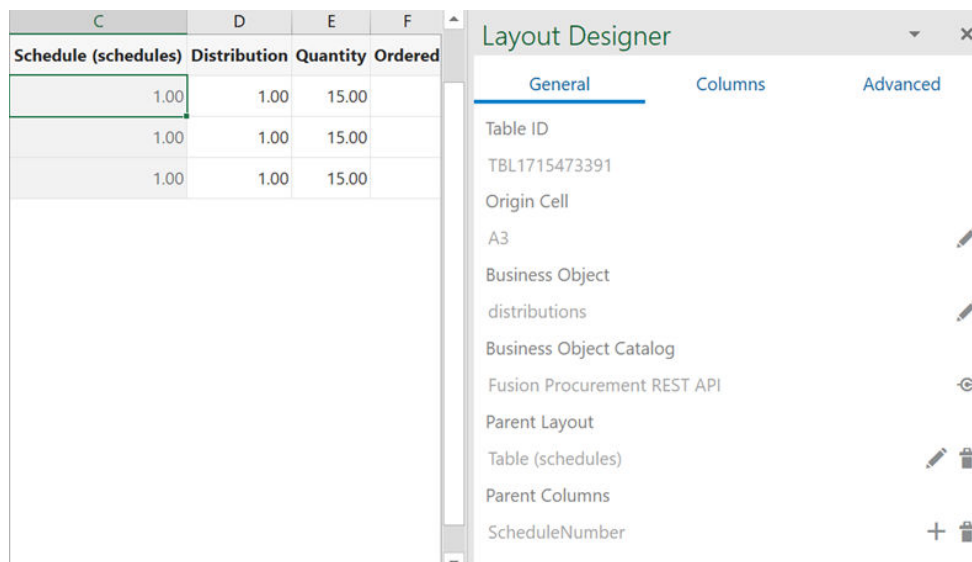 C D E F
Schedule (schedules) Distribution Quantity Ordered
1.00 1.00 15.00
1.00 1.00 15.00
1.00 1.00 15.00
Layout Designer
General Columns Advanced
Table ID
TBL1715473391
Origin Cell
A3
Business Object
distributions
Business Object Catalog
Fusion Procurement REST API
Parent Layout
Table (schedules)
Parent Columns
ScheduleNumber